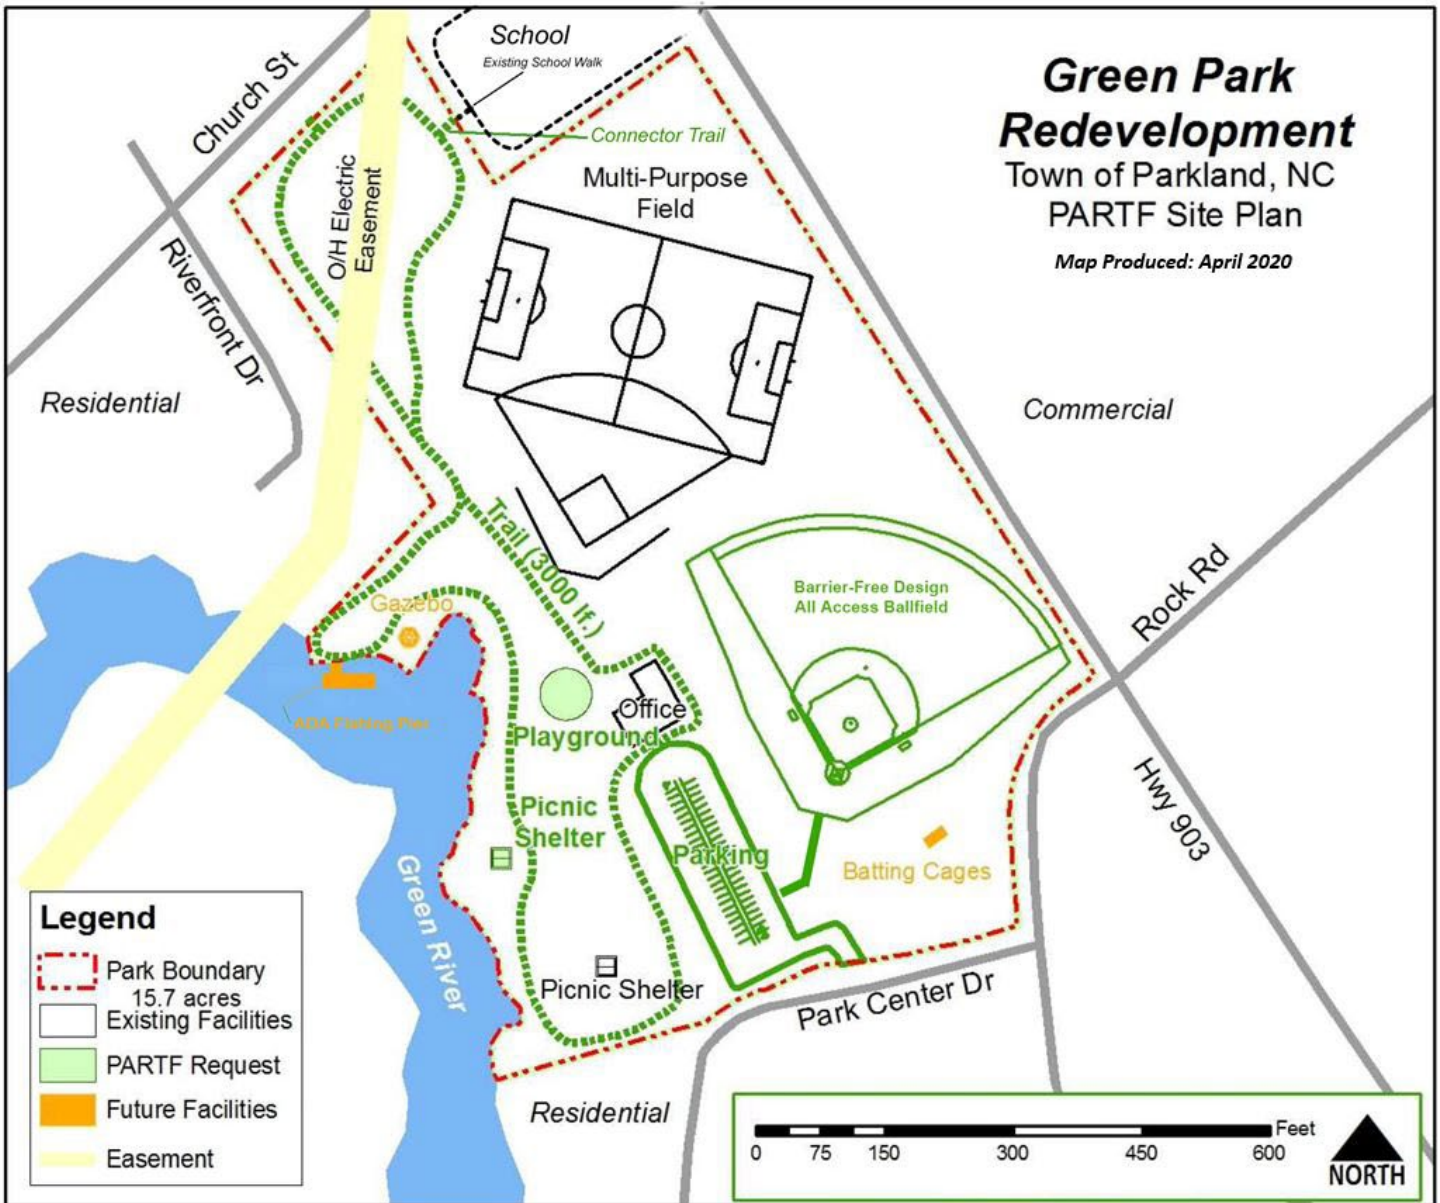 Green Park
Redevelopment
Town of Parkland, NC
PARTF Site Plan
Map Produced: April 2020
School
Existing School Walk
Church St
Connector Trail
Multi-Purpose
Field
O/H Electric
Easement
Riverfront Dr
Residential
Commercial
Trail (3000 lf.)
Barrier-Free Design
All Access Ballfield
Rock Rd
Gazebo
ADA Fishing Pier
Office
Playground
Hwy 903
Picnic
Shelter
Parking
Batting Cages
Green River
Picnic Shelter
Park Center Dr
Residential
Legend
Park Boundary
15.7 acres
Existing Facilities
PARTF Request
Future Facilities
Easement
Feet
0 75 150 300 450 600
NORTH